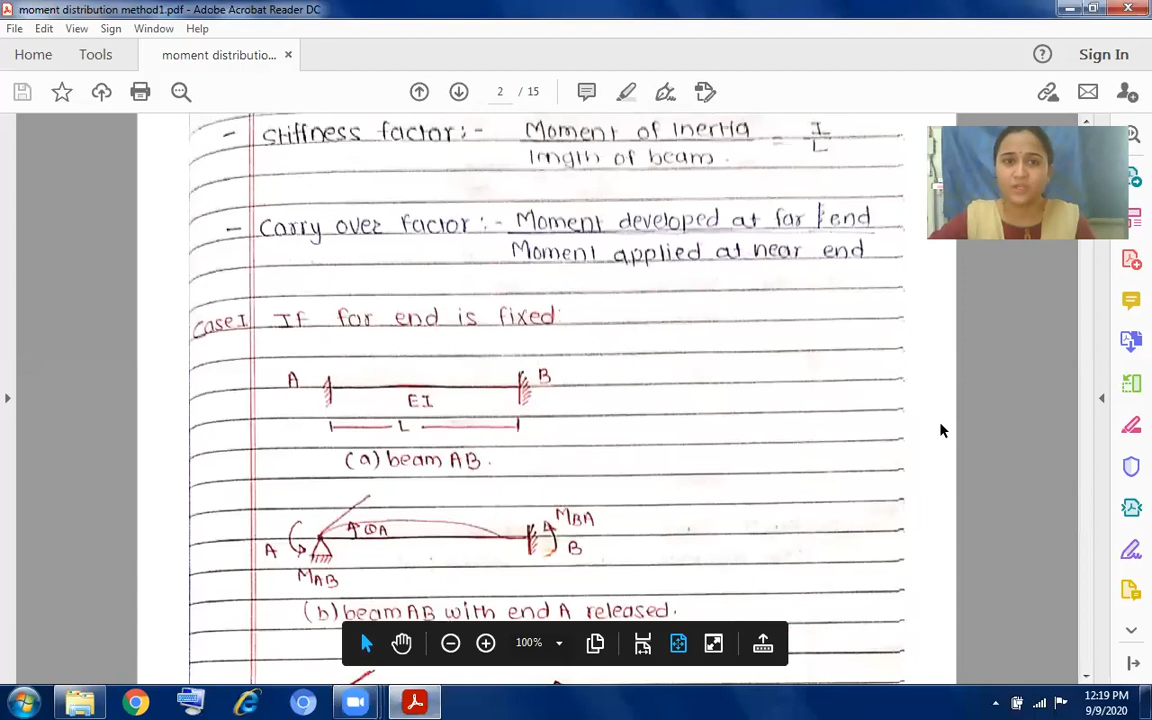 moment distribution method1.pdf - Adobe Acrobat Reader DC
File Edit View Sign Window Help
Home Tools moment distributio... × Sign In
2 / 15
- Stiffness factor:- Moment of inertia = I
length of beam. L
- Carry over factor:- Moment developed at far end
Moment applied at near end
Case I If far end is fixed
A B
EI
L
(a) beam AB.
MBA
A B
MAB
(b) beam AB with end A released.
100%
12:19 PM
9/9/2020